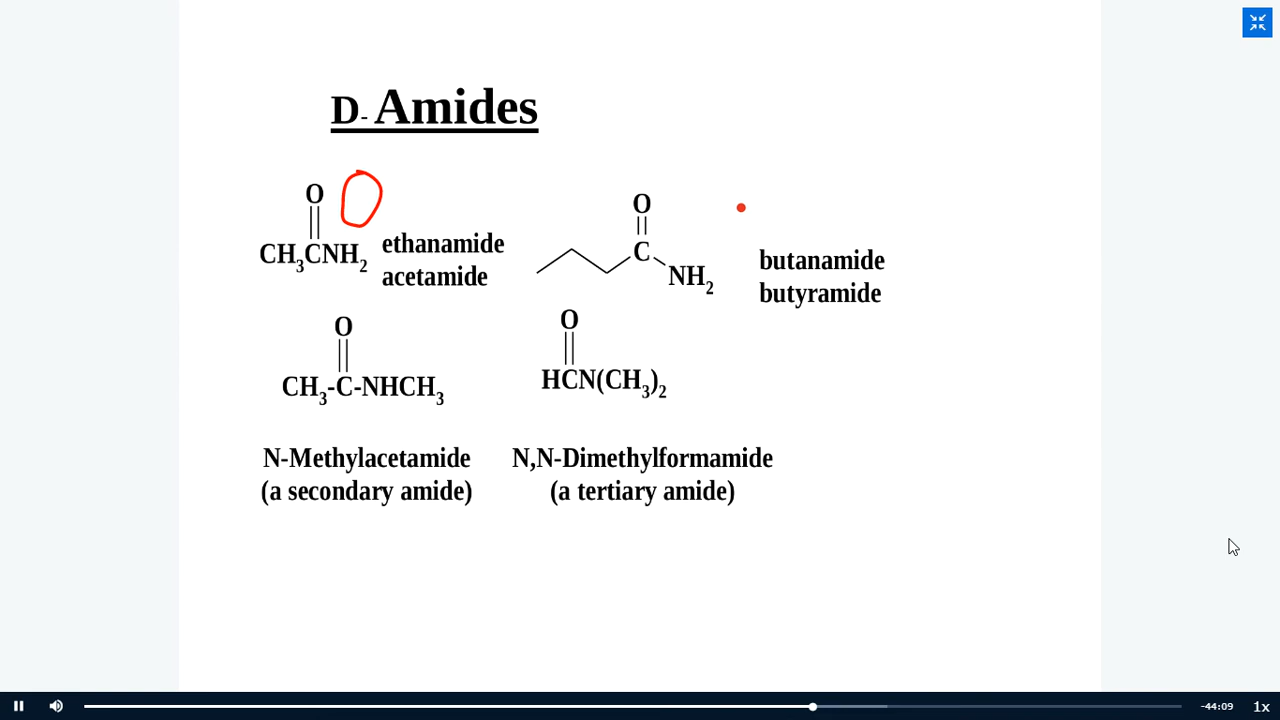 D- Amides
O
CH3CNH2
ethanamide
acetamide
O
C
NH2
butanamide
butyramide
O
CH3-C-NHCH3
O
HCN(CH3)2
N-Methylacetamide
(a secondary amide)
N,N-Dimethylformamide
(a tertiary amide)
-44:09
1x